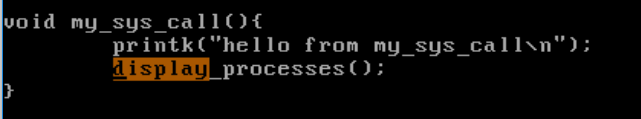 void my_sys_call(){
printk("hello from my_sys_call\n");
display_processes();
}